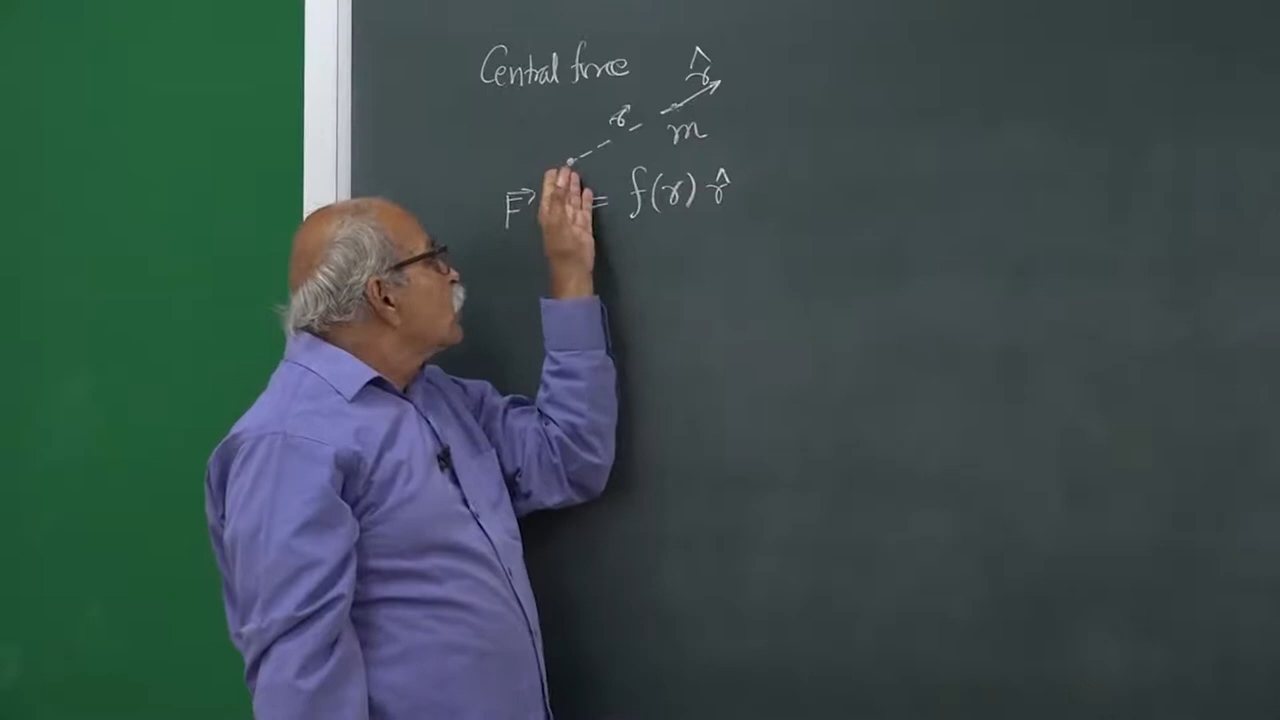 Central force
r̂
r⃗
m
F⃗ = f(r) r̂